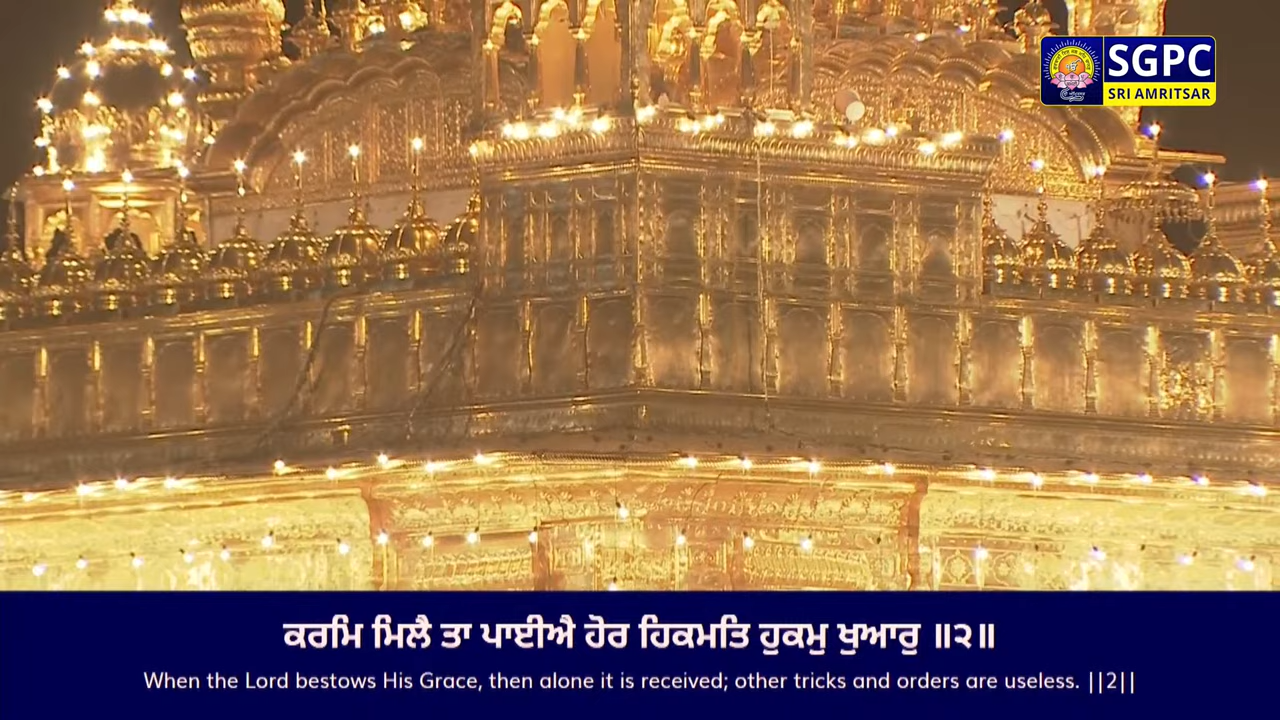 SGPC
SRI AMRITSAR
ਕਰਮਿ ਮਿਲੈ ਤਾ ਪਾਈਐ ਹੋਰ ਹਿਕਮਤਿ ਹੁਕਮੁ ਖੁਆਰੁ ॥੨॥
When the Lord bestows His Grace, then alone it is received; other tricks and orders are useless. ||2||